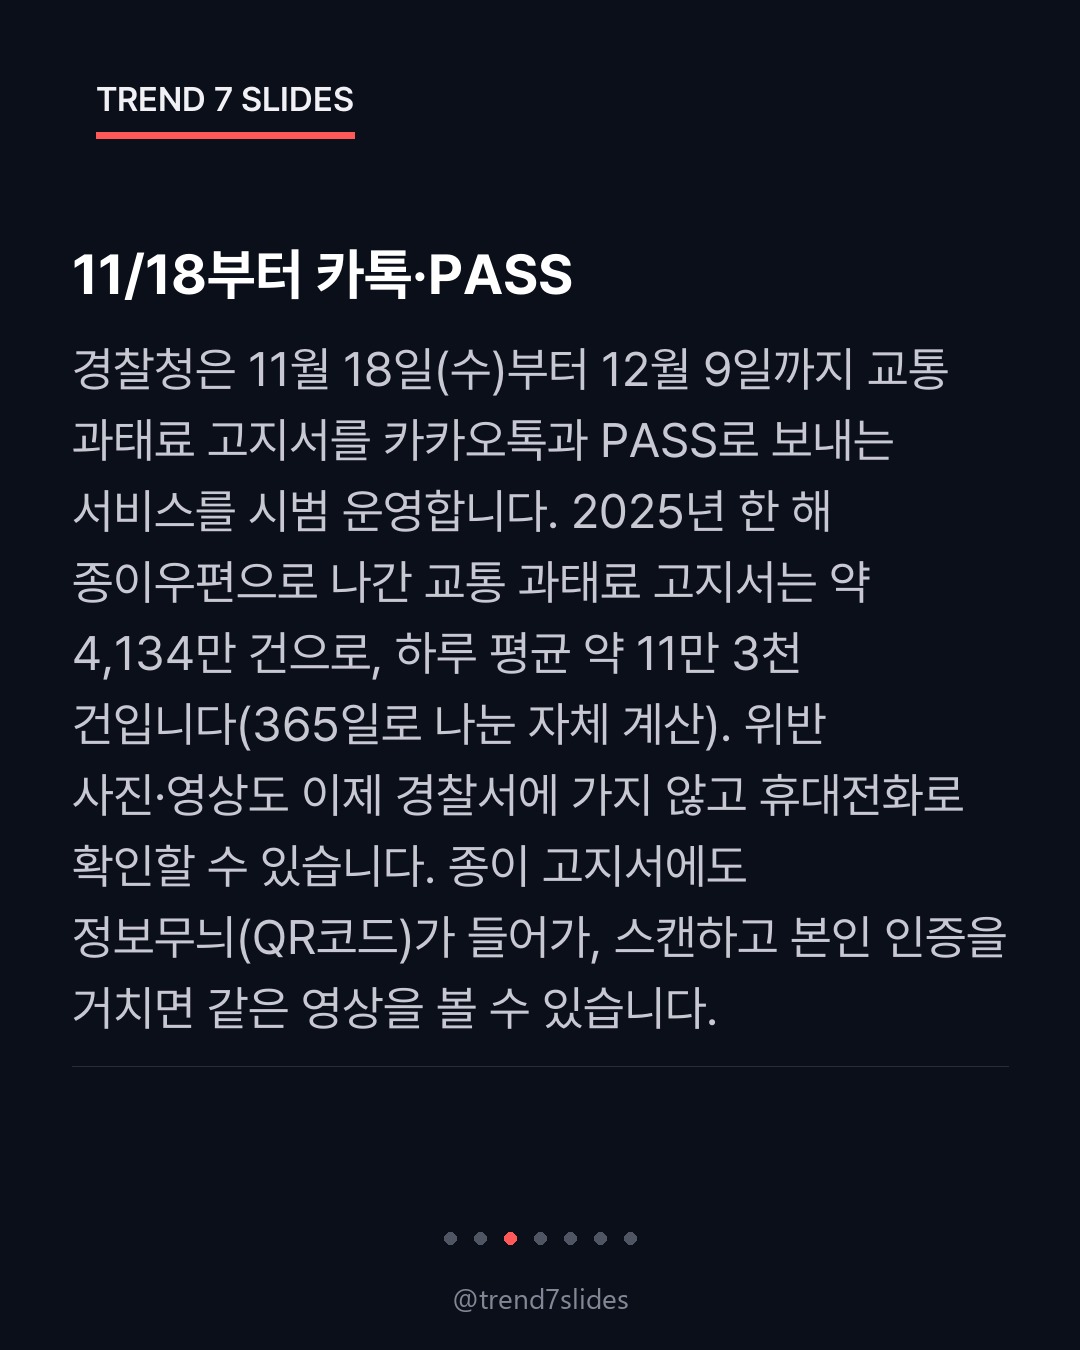 TREND 7 SLIDES
11/18부터 카톡·PASS
경찰청은 11월 18일(수)부터 12월 9일까지 교통
과태료 고지서를 카카오톡과 PASS로 보내는
서비스를 시범 운영합니다. 2025년 한 해
종이우편으로 나간 교통 과태료 고지서는 약
4,134만 건으로, 하루 평균 약 11만 3천
건입니다(365일로 나눈 자체 계산). 위반
사진·영상도 이제 경찰서에 가지 않고 휴대전화로
확인할 수 있습니다. 종이 고지서에도
정보무늬(QR코드)가 들어가, 스캔하고 본인 인증을
거치면 같은 영상을 볼 수 있습니다.
@trend7slides